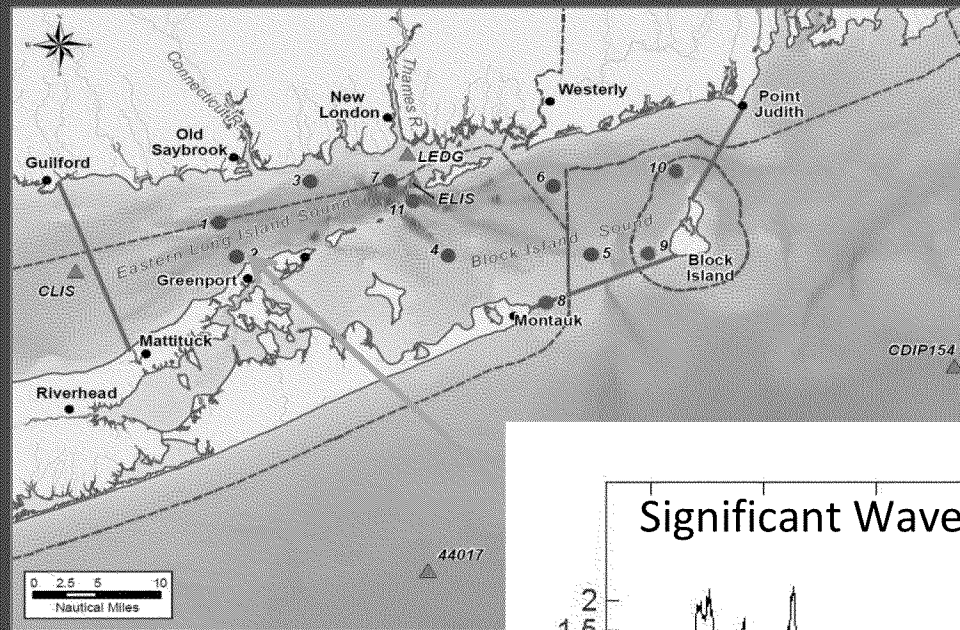 Connecticut R
Thames R
New
London
Westerly
Point
Judith
Old
Saybrook
LEDG
Guilford
3
7
6
10
ELIS
1
11
Eastern Long Island Sound
2
4
Block Island Sound
5
9
Block
Island
Greenport
CLIS
8
Montauk
Mattituck
CDIP154
Riverhead
44017
0 2.5 5 10
Nautical Miles
Significant Wave
2
1.5